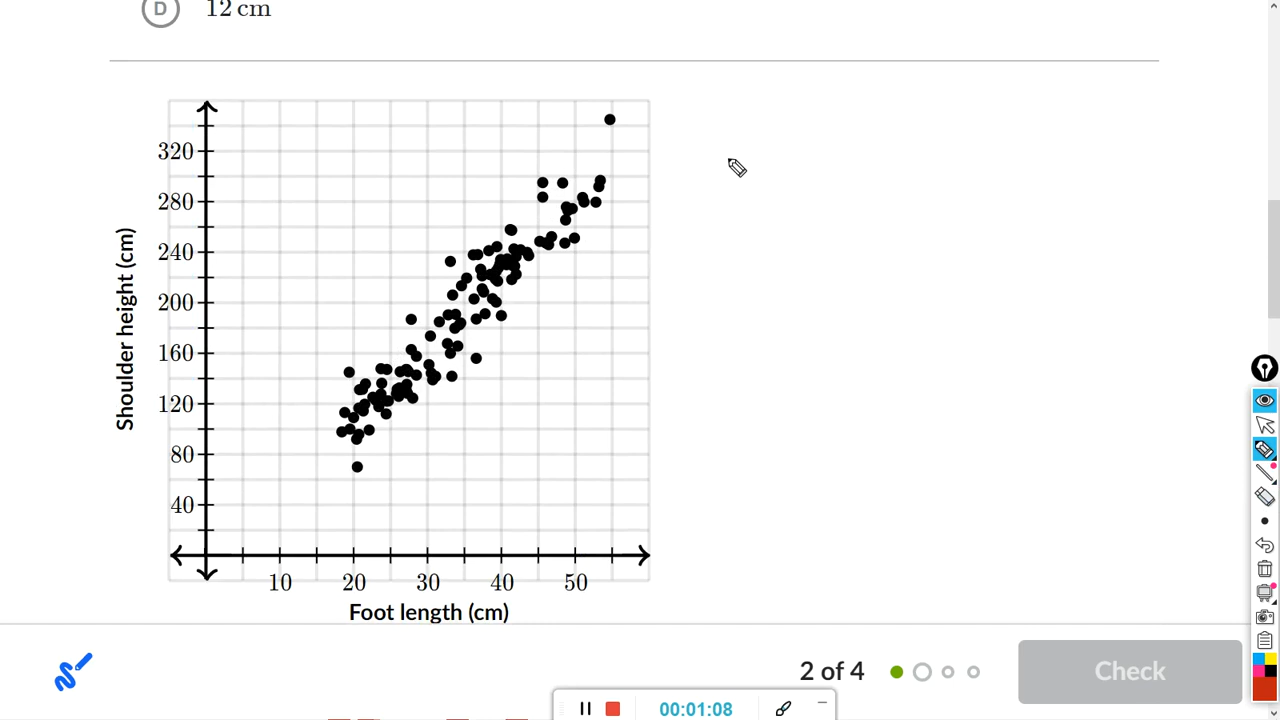 D 12 cm
320
280
240
200
160
120
80
40
Shoulder height (cm)
10 20 30 40 50
Foot length (cm)
2 of 4
Check
00:01:08